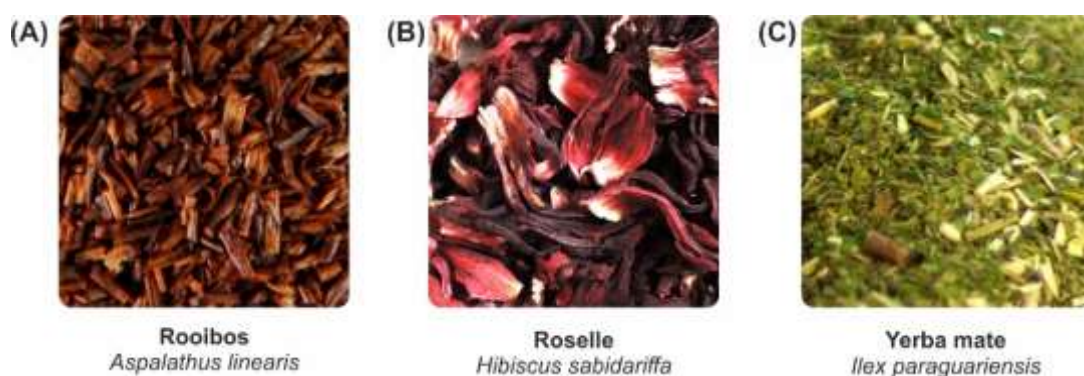 (A)
(B)
(C)
Rooibos
Aspalathus linearis
Roselle
Hibiscus sabidariffa
Yerba mate
Ilex paraguariensis